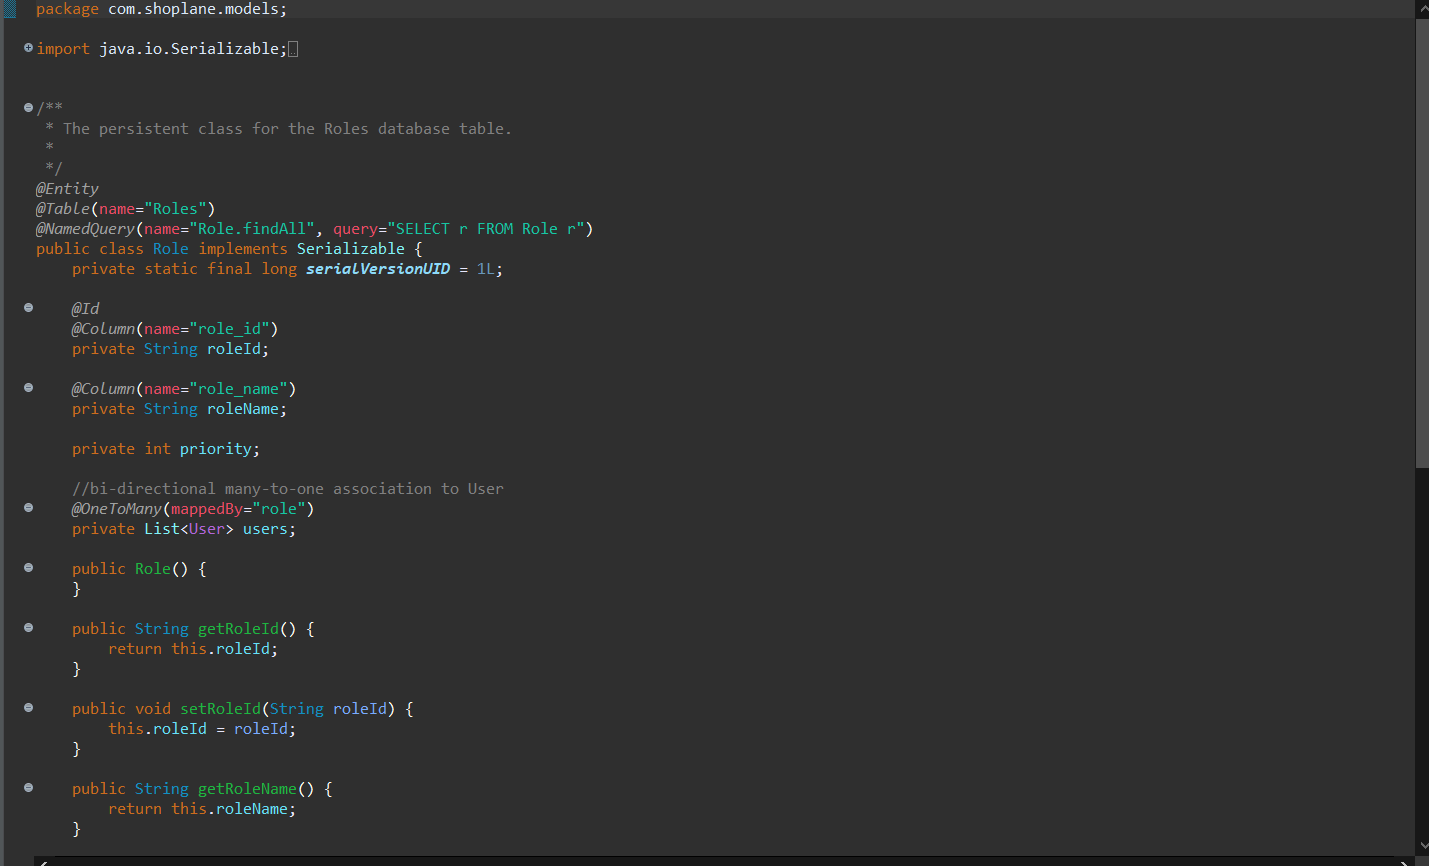 package com.shoplane.models;
import java.io.Serializable;
/**
 * The persistent class for the Roles database table.
 *
 */
@Entity
@Table(name="Roles")
@NamedQuery(name="Role.findAll", query="SELECT r FROM Role r")
public class Role implements Serializable {
    private static final long serialVersionUID = 1L;
    @Id
    @Column(name="role_id")
    private String roleId;
    @Column(name="role_name")
    private String roleName;
    private int priority;
    //bi-directional many-to-one association to User
    @OneToMany(mappedBy="role")
    private List<User> users;
    public Role() {
    }
    public String getRoleId() {
        return this.roleId;
    }
    public void setRoleId(String roleId) {
        this.roleId = roleId;
    }
    public String getRoleName() {
        return this.roleName;
    }